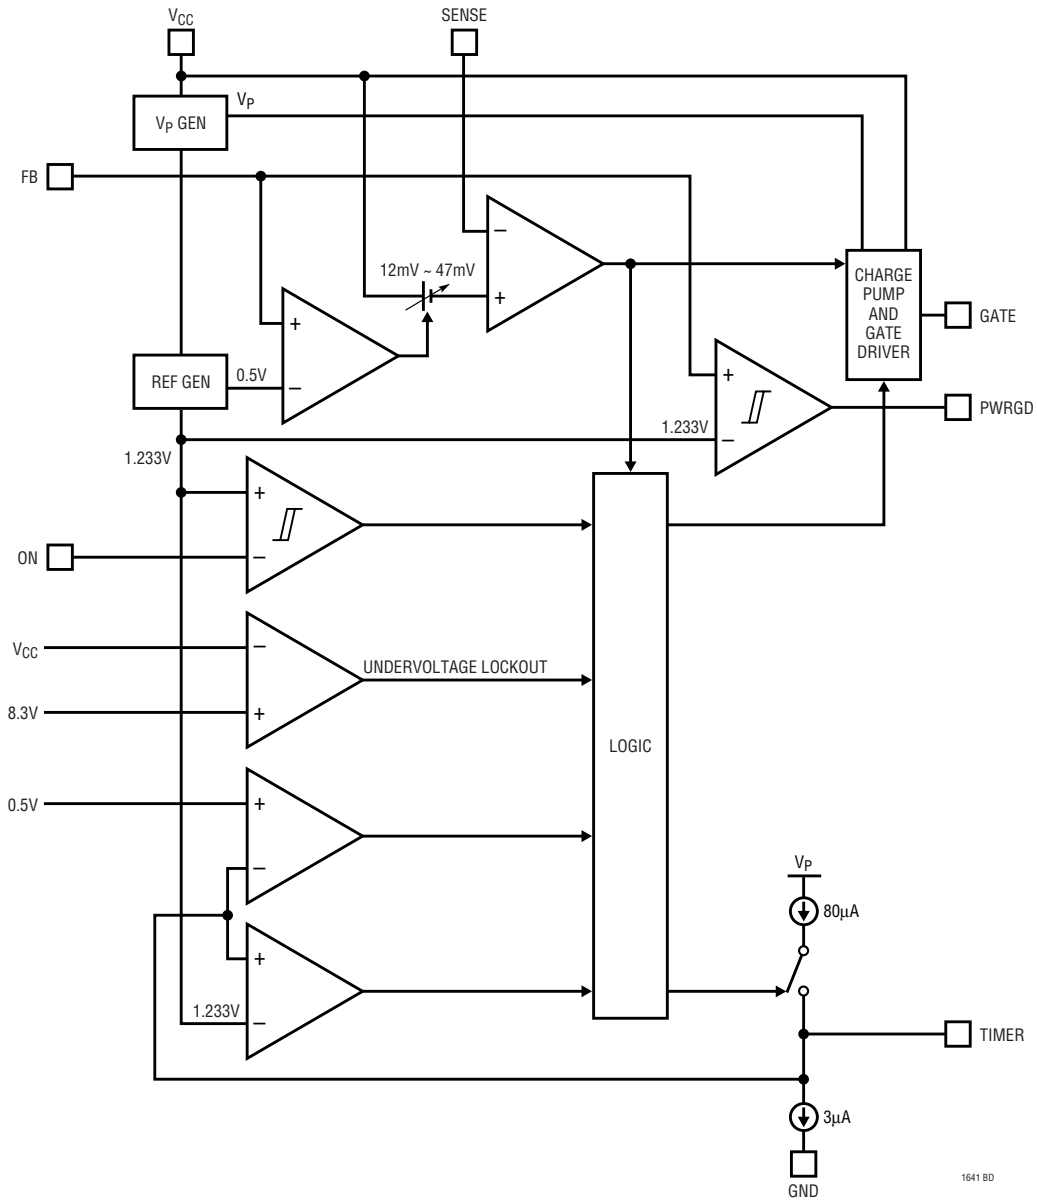 VCC
SENSE
VP
VP GEN
FB
12mV ~ 47mV
−
+
CHARGE
PUMP
AND
GATE
DRIVER
GATE
+
REF GEN
0.5V
−
+
PWRGD
1.233V
−
1.233V
+
ON
−
VCC
−
UNDERVOLTAGE LOCKOUT
8.3V
+
LOGIC
0.5V
+
−
VP
80μA
+
1.233V
−
TIMER
3μA
GND
1641 BD